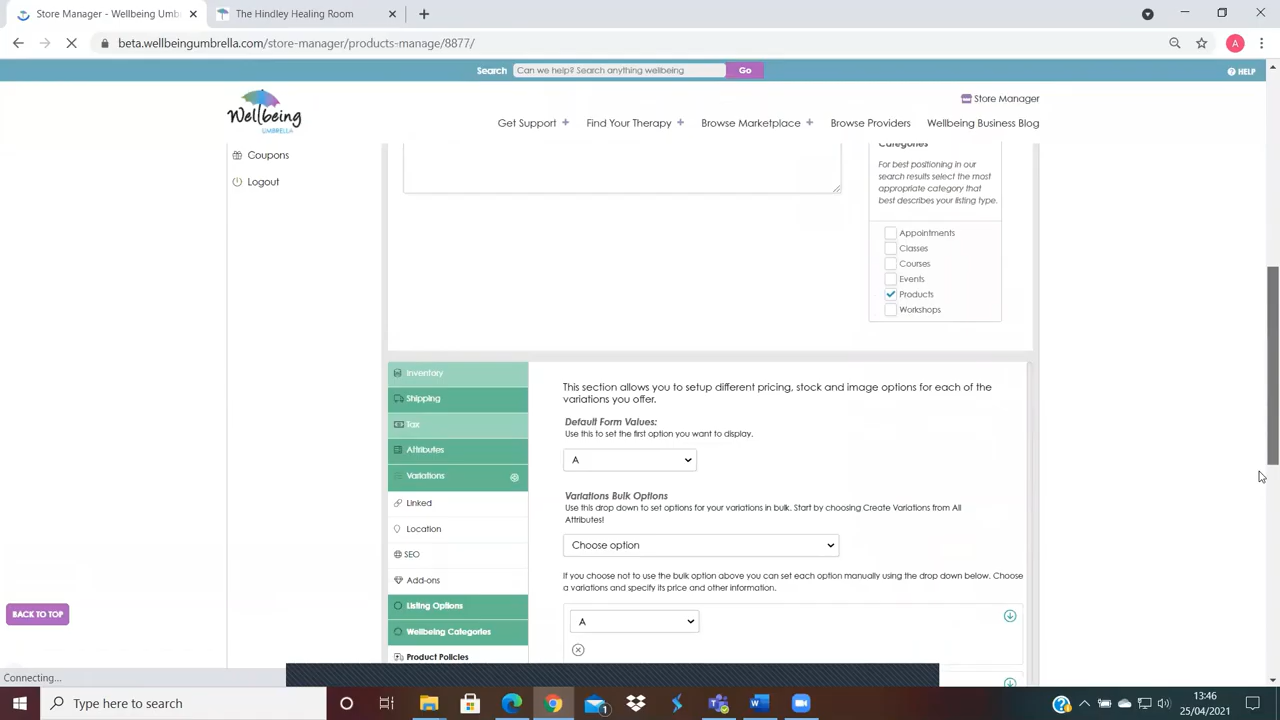 Store Manager - Wellbeing Umb
The Hindley Healing Room
beta.wellbeingumbrella.com/store-manager/products-manage/8877/
A
Search
Can we help? Search anything wellbeing
Go
HELP
Wellbeing
UMBRELLA
Store Manager
Get Support +
Find Your Therapy +
Browse Marketplace +
Browse Providers
Wellbeing Business Blog
Coupons
Logout
Categories
For best positioning in our
search results select the most
appropriate category that
best describes your listing type.
Appointments
Classes
Courses
Events
Products
Workshops
Inventory
Shipping
Tax
Attributes
Variations
Linked
Location
SEO
Add-ons
Listing Options
Wellbeing Categories
Product Policies
This section allows you to setup different pricing, stock and image options for each of the
variations you offer.
Default Form Values:
Use this to set the first option you want to display.
A
Variations Bulk Options
Use this drop down to set options for your variations in bulk. Start by choosing Create Variations from All
Attributes!
Choose option
If you choose not to use the bulk option above you can set each option manually using the drop down below. Choose
a variations and specify its price and other information.
A
BACK TO TOP
Connecting...
Type here to search
1
13:46
25/04/2021